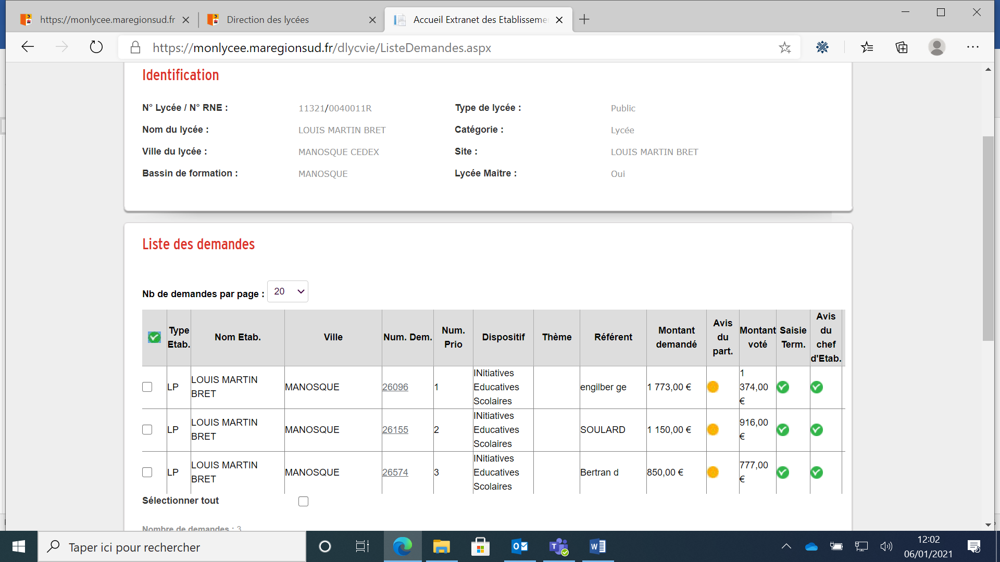 https://monlycee.maregionsud.fr
Direction des lycées
Accueil Extranet des Etablisseme
https://monlycee.maregionsud.fr/dlycvie/ListeDemandes.aspx
Identification
N° Lycée / N° RNE : 11321/0040011R Type de lycée : Public
Nom du lycée : LOUIS MARTIN BRET Catégorie : Lycée
Ville du lycée : MANOSQUE CEDEX Site : LOUIS MARTIN BRET
Bassin de formation : MANOSQUE Lycée Maître : Oui
Liste des demandes
Nb de demandes par page : 20
Type Etab. Nom Etab. Ville Num. Dem. Num. Prio Dispositif Thème Référent Montant demandé Avis du part. Montant voté Saisie Term. Avis du chef d'Etab.
LP LOUIS MARTIN BRET MANOSQUE 26096 1 INitiatives Educatives Scolaires engilber ge 1 773,00 € 1 374,00 €
LP LOUIS MARTIN BRET MANOSQUE 26155 2 INitiatives Educatives Scolaires SOULARD 1 150,00 € 916,00 €
LP LOUIS MARTIN BRET MANOSQUE 26574 3 INitiatives Educatives Scolaires Bertran d 850,00 € 777,00 €
Sélectionner tout
Nombre de demandes : 3
Taper ici pour rechercher
12:02
06/01/2021